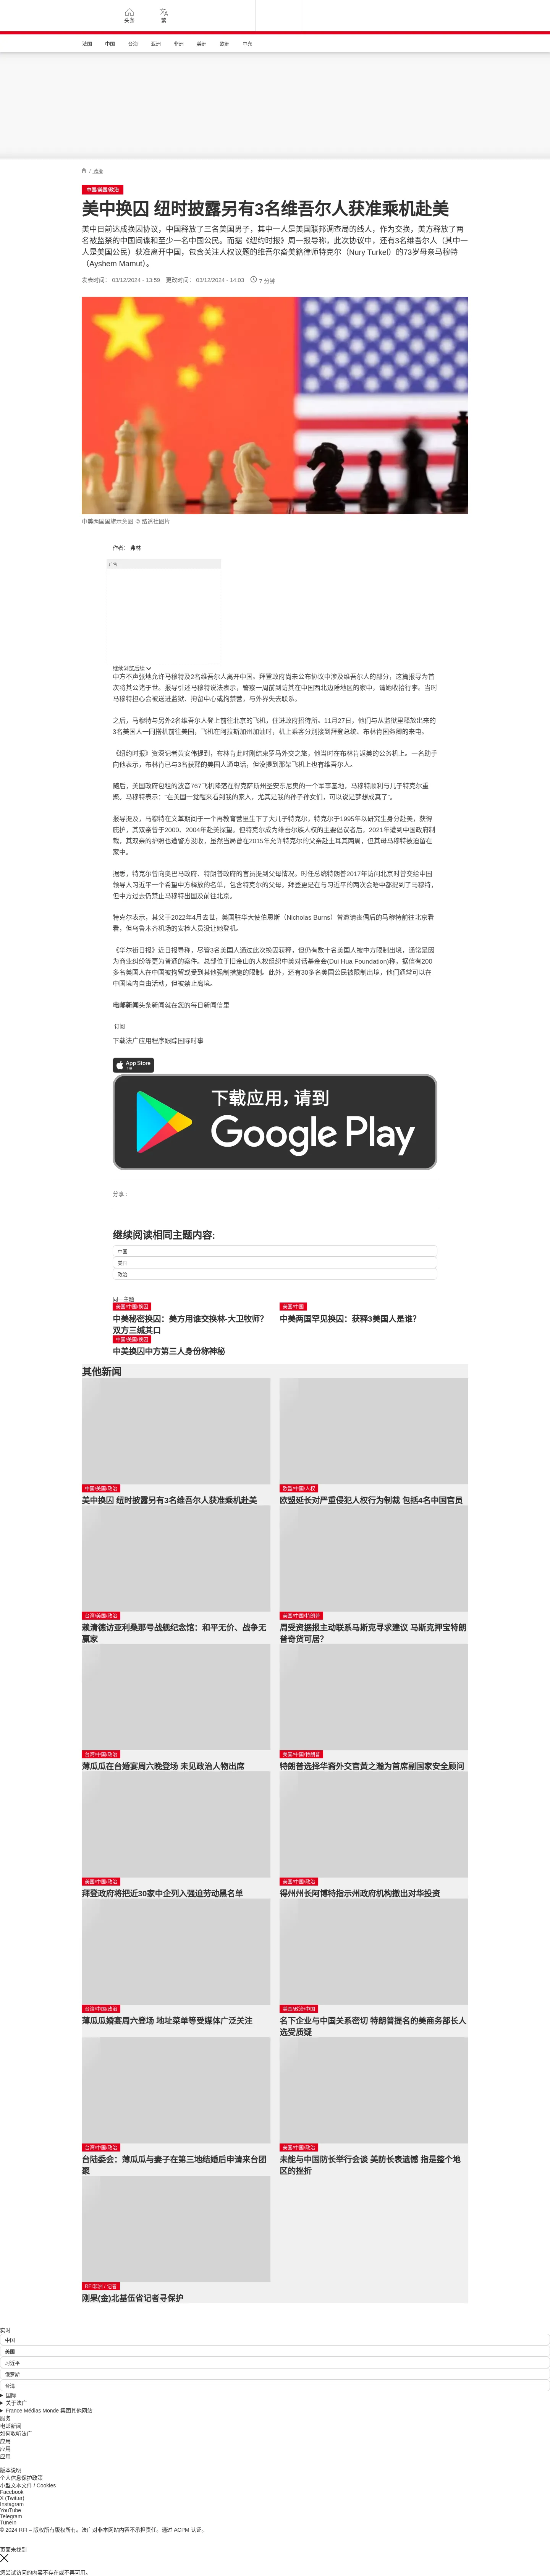 头条
繁
法国 中国 台海 亚洲 非洲 美洲 欧洲 中东
/ 政治
中国/美国/政治
美中换囚 纽时披露另有3名维吾尔人获准乘机赴美
美中日前达成换囚协议，中国释放了三名美国男子，其中一人是美国联邦调查局的线人，作为交换，美方释放了两
名被监禁的中国间谍和至少一名中国公民。而据《纽约时报》周一报导称，此次协议中，还有3名维吾尔人（其中一
人是美国公民）获准离开中国，包含关注人权议题的维吾尔裔美籍律师特克尔（Nury Turkel）的73岁母亲马穆特
（Ayshem Mamut）。
发表时间： 03/12/2024 - 13:59 更改时间： 03/12/2024 - 14:03 7 分钟
中美两国国旗示意图 © 路透社图片
作者： 弗林
广告
继续浏览后续
中方不声张地允许马穆特及2名维吾尔人离开中国。拜登政府尚未公布协议中涉及维吾尔人的部分，这篇报导为首
次将其公诸于世。报导引述马穆特说法表示，警察一周前到访其在中国西北边陲地区的家中，请她收拾行李。当时
马穆特担心会被送进监狱、拘留中心或拘禁营，与外界失去联系。
之后，马穆特与另外2名维吾尔人登上前往北京的飞机，住进政府招待所。11月27日，他们与从监狱里释放出来的
3名美国人一同搭机前往美国，飞机在阿拉斯加州加油时，机上乘客分别接到拜登总统、布林肯国务卿的来电。
《纽约时报》资深记者黄安伟提到，布林肯此时刚结束罗马外交之旅，他当时在布林肯返美的公务机上。一名助手
向他表示，布林肯已与3名获释的美国人通电话，但没提到那架飞机上也有维吾尔人。
随后，美国政府包租的波音767飞机降落在得克萨斯州圣安东尼奥的一个军事基地，马穆特顺利与儿子特克尔重
聚。马穆特表示：“在美国一觉醒来看到我的家人，尤其是我的孙子孙女们，可以说是梦想成真了”。
报导提及，马穆特在文革期间于一个再教育营里生下了大儿子特克尔，特克尔于1995年以研究生身分赴美，获得
庇护，其双亲曾于2000、2004年赴美探望。但特克尔成为维吾尔族人权的主要倡议者后，2021年遭到中国政府制
裁，其双亲的护照也遭警方没收，虽然当局曾在2015年允许特克尔的父亲赴土耳其两周，但其母马穆特被迫留在
家中。
据悉，特克尔曾向奥巴马政府、特朗普政府的官员提到父母情况。时任总统特朗普2017年访问北京时曾交给中国
领导人习近平一个希望中方释放的名单，包含特克尔的父母。拜登更是在与习近平的两次会晤中都提到了马穆特，
但中方过去仍禁止马穆特出国及前往北京。
特克尔表示，其父于2022年4月去世，美国驻华大使伯恩斯（Nicholas Burns）曾邀请丧偶后的马穆特前往北京看
看，但乌鲁木齐机场的安检人员没让她登机。
《华尔街日报》近日报导称，尽管3名美国人通过此次换囚获释，但仍有数十名美国人被中方限制出境，通常是因
为商业纠纷等更为普通的案件。总部位于旧金山的人权组织中美对话基金会(Dui Hua Foundation)称，据信有200
多名美国人在中国被拘留或受到其他强制措施的限制。此外，还有30多名美国公民被限制出境，他们通常可以在
中国境内自由活动，但被禁止离境。
电邮新闻头条新闻就在您的每日新闻信里
订阅
下载法广应用程序跟踪国际时事
App Store
下载
下载应用，请到
Google Play
分享 :
继续阅读相同主题内容:
中国
美国
政治
同一主题
美国/中国/换囚
中美秘密换囚：美方用谁交换林-大卫牧师？
双方三缄其口
美国/中国
中美两国罕见换囚：获释3美国人是谁？
中国/美国/换囚
中美换囚中方第三人身份称神秘
其他新闻
中国/美国/政治
美中换囚 纽时披露另有3名维吾尔人获准乘机赴美
欧盟/中国/人权
欧盟延长对严重侵犯人权行为制裁 包括4名中国官员
台湾/美国/政治
赖清德访亚利桑那号战舰纪念馆：和平无价、战争无
赢家
美国/中国/特朗普
周受资据报主动联系马斯克寻求建议 马斯克押宝特朗
普奇货可居？
台湾/中国/政治
薄瓜瓜在台婚宴周六晚登场 未见政治人物出席
美国/中国/特朗普
特朗普选择华裔外交官黄之瀚为首席副国家安全顾问
美国/中国/政治
拜登政府将把近30家中企列入强迫劳动黑名单
美国/中国/政治
得州州长阿博特指示州政府机构撤出对华投资
台湾/中国/政治
薄瓜瓜婚宴周六登场 地址菜单等受媒体广泛关注
美国/政治/中国
名下企业与中国关系密切 特朗普提名的美商务部长人
选受质疑
台湾/中国/政治
台陆委会：薄瓜瓜与妻子在第三地结婚后申请来台团
聚
美国/中国/政治
未能与中国防长举行会谈 美防长表遗憾 指是整个地
区的挫折
RFI非洲 / 记者
刚果(金)北基伍省记者寻保护
实时
中国
美国
习近平
俄罗斯
台湾
国际
关于法广
France Médias Monde 集团其他网站
服务
电邮新闻
如何收听法广
应用
应用
应用
版本说明
个人信息保护政策
小型文本文件 / Cookies
Facebook
X (Twitter)
Instagram
YouTube
Telegram
TuneIn
© 2024 RFI – 版权所有版权所有。法广对非本网站内容不承担责任。通过 ACPM 认证。
页面未找到
您尝试访问的内容不存在或不再可用。